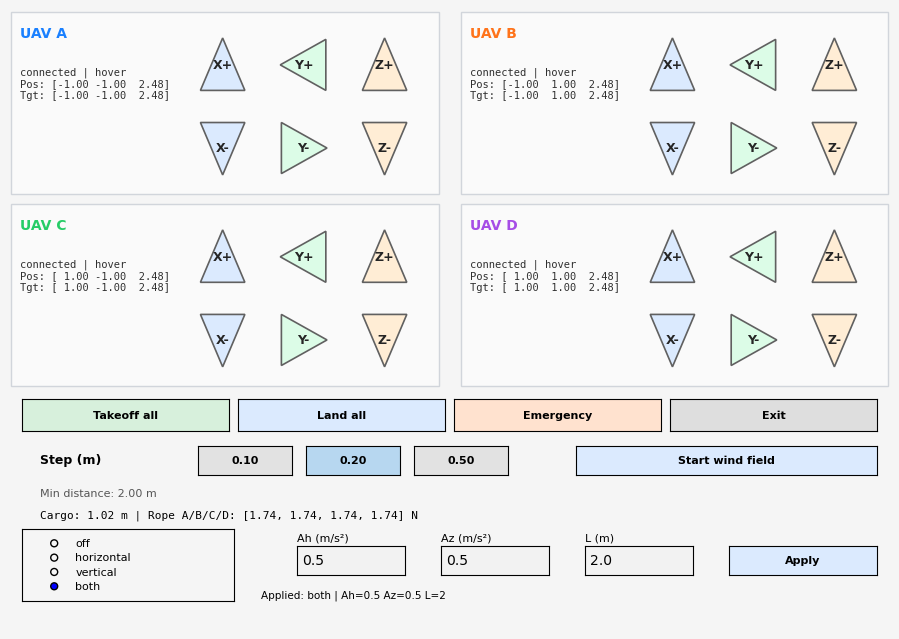 UAV A
X+ Y+ Z+
connected | hover
Pos: [-1.00 -1.00  2.48]
Tgt: [-1.00 -1.00  2.48]
X- Y- Z-
UAV B
X+ Y+ Z+
connected | hover
Pos: [-1.00  1.00  2.48]
Tgt: [-1.00  1.00  2.48]
X- Y- Z-
UAV C
X+ Y+ Z+
connected | hover
Pos: [ 1.00 -1.00  2.48]
Tgt: [ 1.00 -1.00  2.48]
X- Y- Z-
UAV D
X+ Y+ Z+
connected | hover
Pos: [ 1.00  1.00  2.48]
Tgt: [ 1.00  1.00  2.48]
X- Y- Z-
Takeoff all Land all Emergency Exit
Step (m) 0.10 0.20 0.50 Start wind field
Min distance: 2.00 m
Cargo: 1.02 m | Rope A/B/C/D: [1.74, 1.74, 1.74, 1.74] N
off
horizontal
vertical
both
Ah (m/s²) Az (m/s²) L (m)
0.5 0.5 2.0 Apply
Applied: both | Ah=0.5 Az=0.5 L=2